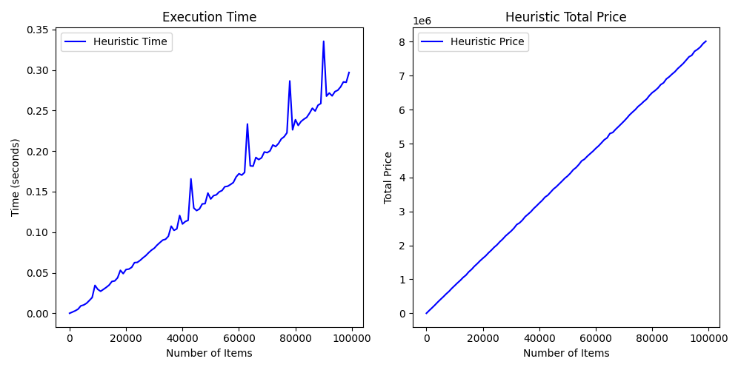 Execution Time
Heuristic Time
0.35
0.30
0.25
0.20
0.15
0.10
0.05
0.00
Time (seconds)
0 20000 40000 60000 80000 100000
Number of Items
Heuristic Total Price
1e6
Heuristic Price
8
7
6
5
4
3
2
1
0
Total Price
0 20000 40000 60000 80000 100000
Number of Items